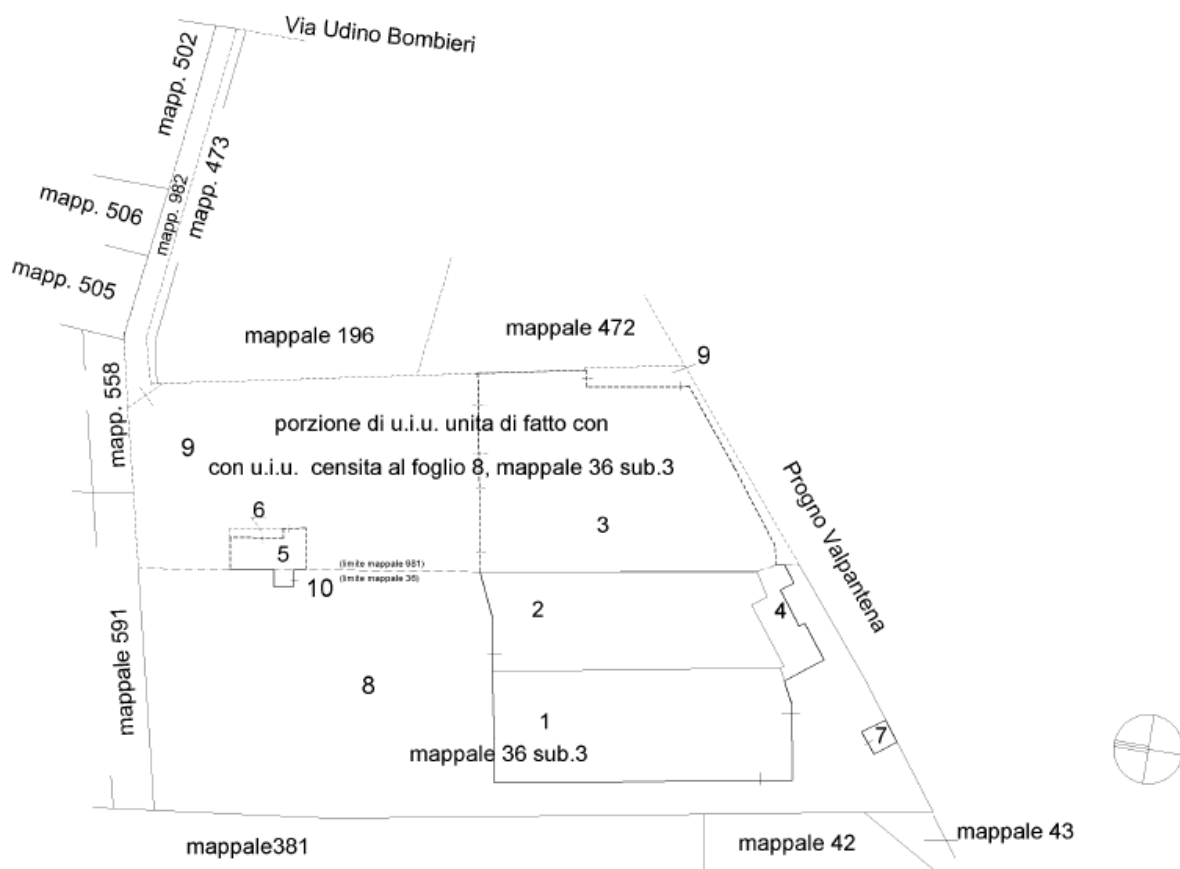 Via Udino Bombieri
mapp. 502
mapp. 473
mapp. 982
mapp. 506
mapp. 505
mappale 196
mappale 472
9
mapp. 558
porzione di u.i.u. unita di fatto con
9
con u.i.u. censita al foglio 8, mappale 36 sub.3
Progno Valpantena
6
3
5
(limite mappale 981)
10
(limite mappale 36)
2
4
mappale 591
8
1
7
mappale 36 sub.3
mappale381
mappale 42
mappale 43